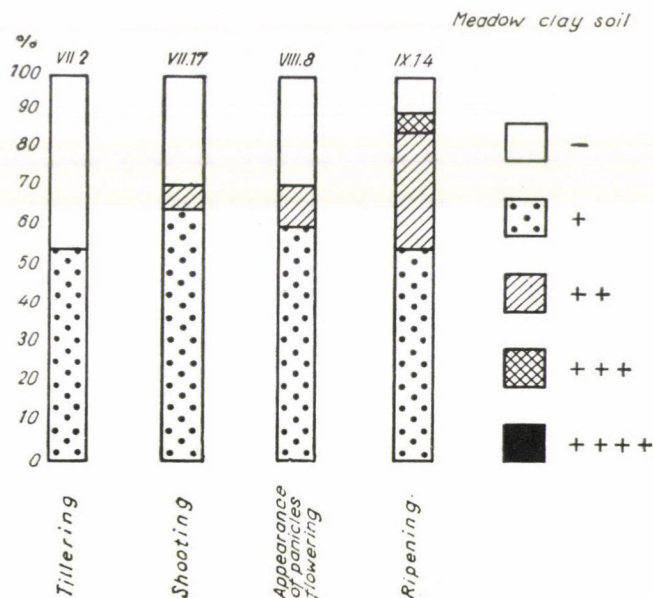 Meadow clay soil
%
VII.2 VII.17 VIII.8 IX.14
100
90
80
70
60
50
40
30
20
10
0
-
+
++
+++
++++
Tillering
Shooting
Appearance
of panicles
flowering
Ripening.